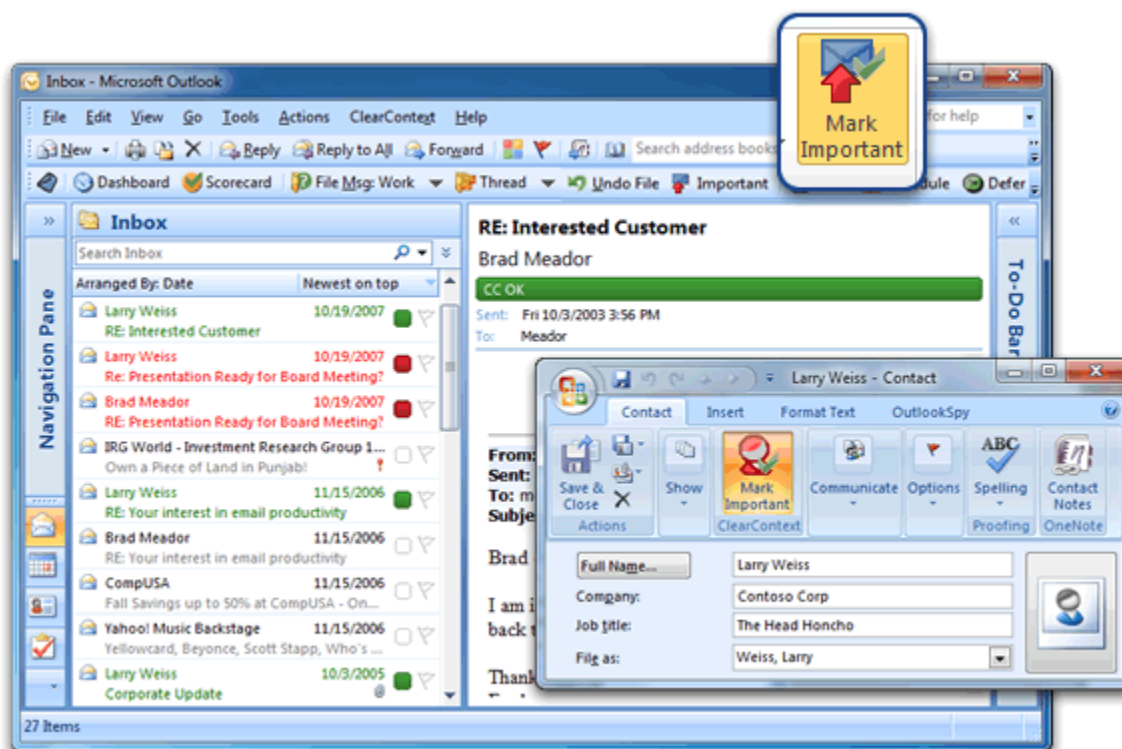 Inbox - Microsoft Outlook
Mark
Important
File Edit View Go Tools Actions ClearContext Help
for help
New Reply Reply to All Forward Search address books
Dashboard Scorecard File Msg: Work Thread Undo File Important Defer
Navigation Pane
Inbox
Search Inbox
Arranged By: Date Newest on top
Larry Weiss 10/19/2007
RE: Interested Customer
Larry Weiss 10/19/2007
Re: Presentation Ready for Board Meeting?
Brad Meador 10/19/2007
RE: Presentation Ready for Board Meeting?
IRG World - Investment Research Group 1...
Own a Piece of Land in Punjab!
Larry Weiss 11/15/2006
RE: Your interest in email productivity
Brad Meador 11/15/2006
RE: Your interest in email productivity
CompUSA 11/15/2006
Fall Savings up to 50% at CompUSA - On...
Yahoo! Music Backstage 11/15/2006
Yellowcard, Beyonce, Scott Stapp, Who's ...
Larry Weiss 10/3/2005
Corporate Update
27 Items
RE: Interested Customer
Brad Meador
CC OK
Sent: Fri 10/3/2003 3:56 PM
To: Meador
From:
Sent:
To: m
Subje
Brad
I am i
back t
Thank
To-Do Bar
Larry Weiss - Contact
Contact Insert Format Text OutlookSpy
Save &
Close
Show
Mark
Important
Communicate
Options
ABC
Spelling
Contact
Notes
Actions ClearContext Proofing OneNote
Full Name... Larry Weiss
Company: Contoso Corp
Job title: The Head Honcho
File as: Weiss, Larry